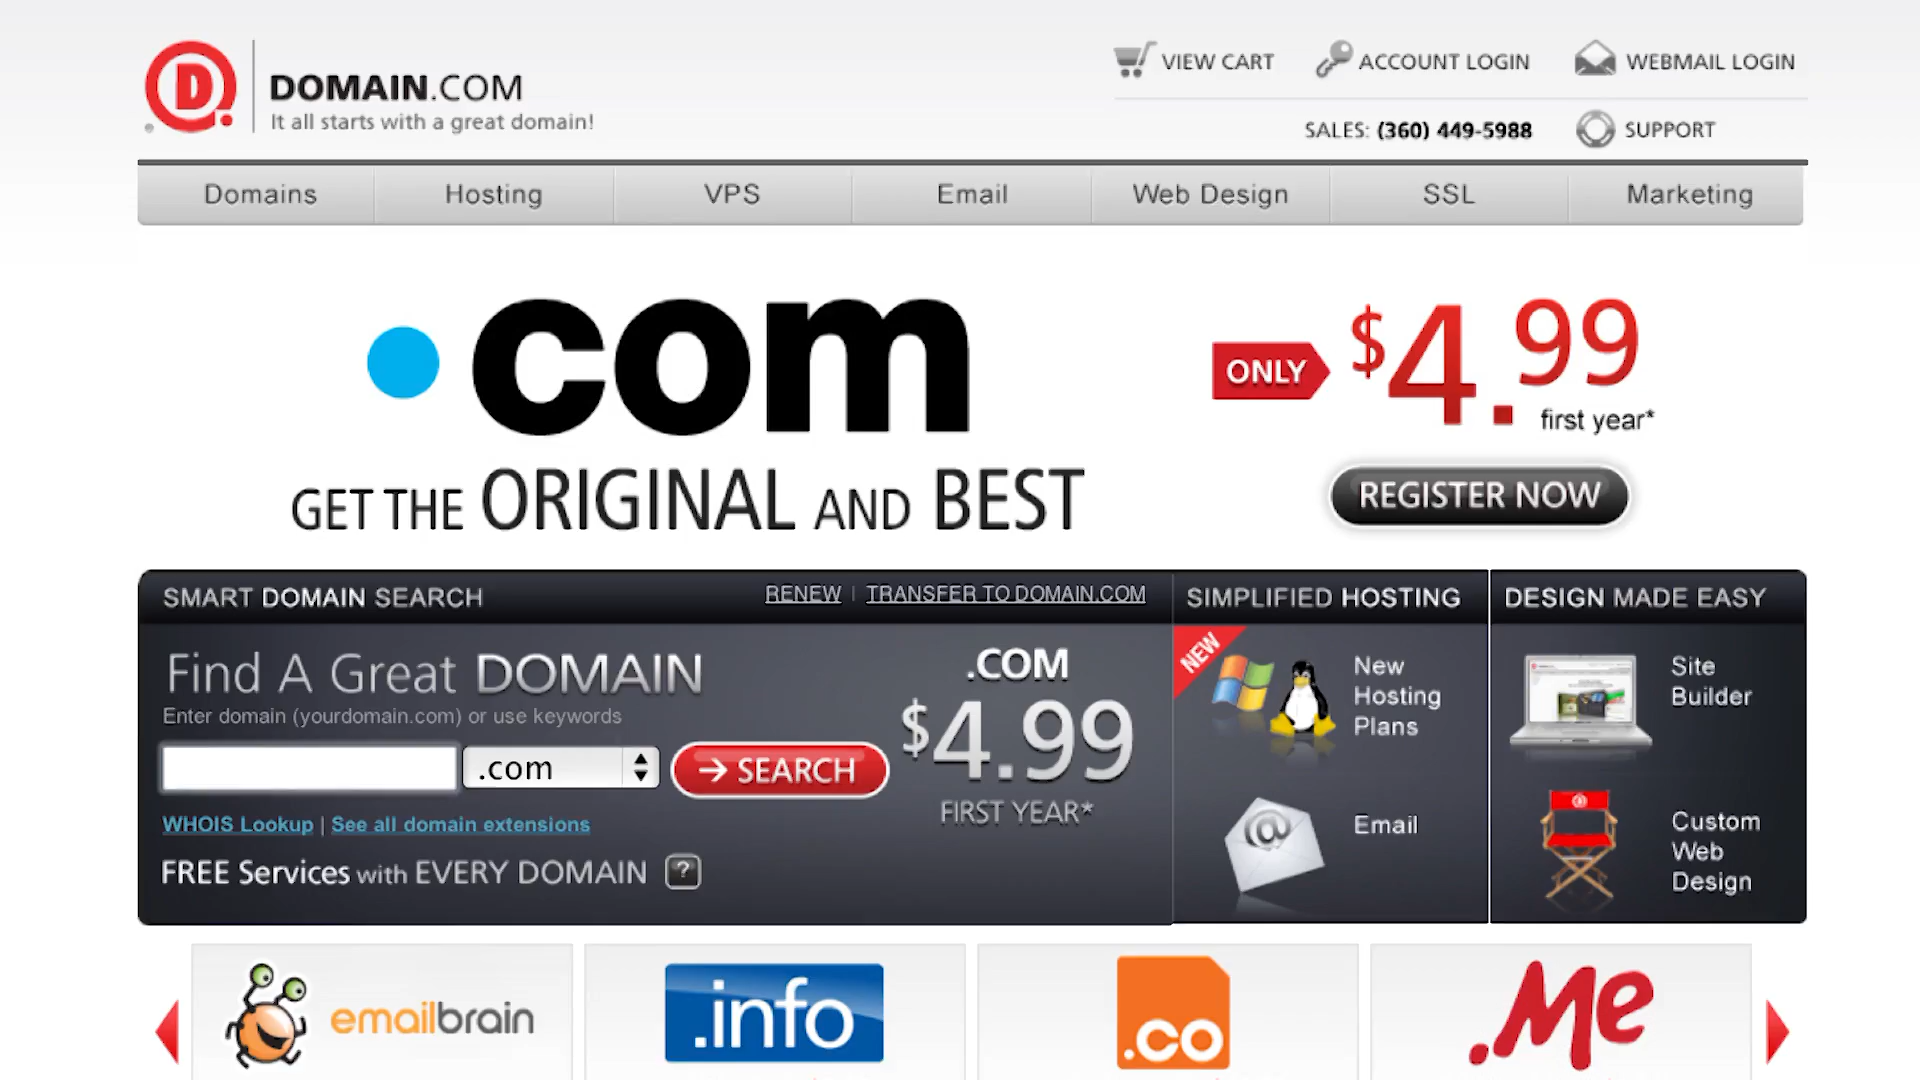 D
DOMAIN.COM
It all starts with a great domain!
VIEW CART
ACCOUNT LOGIN
WEBMAIL LOGIN
SALES: (360) 449-5988
SUPPORT
Domains
Hosting
VPS
Email
Web Design
SSL
Marketing
.com
GET THE ORIGINAL AND BEST
ONLY
$4.99
first year*
REGISTER NOW
SMART DOMAIN SEARCH
RENEW | TRANSFER TO DOMAIN.COM
Find A Great DOMAIN
Enter domain (yourdomain.com) or use keywords
.com
→ SEARCH
WHOIS Lookup | See all domain extensions
FREE Services with EVERY DOMAIN ?
.COM
$4.99
FIRST YEAR*
SIMPLIFIED HOSTING
NEW
New
Hosting
Plans
@
Email
DESIGN MADE EASY
Site
Builder
Custom
Web
Design
emailbrain
.info
.co
.Me